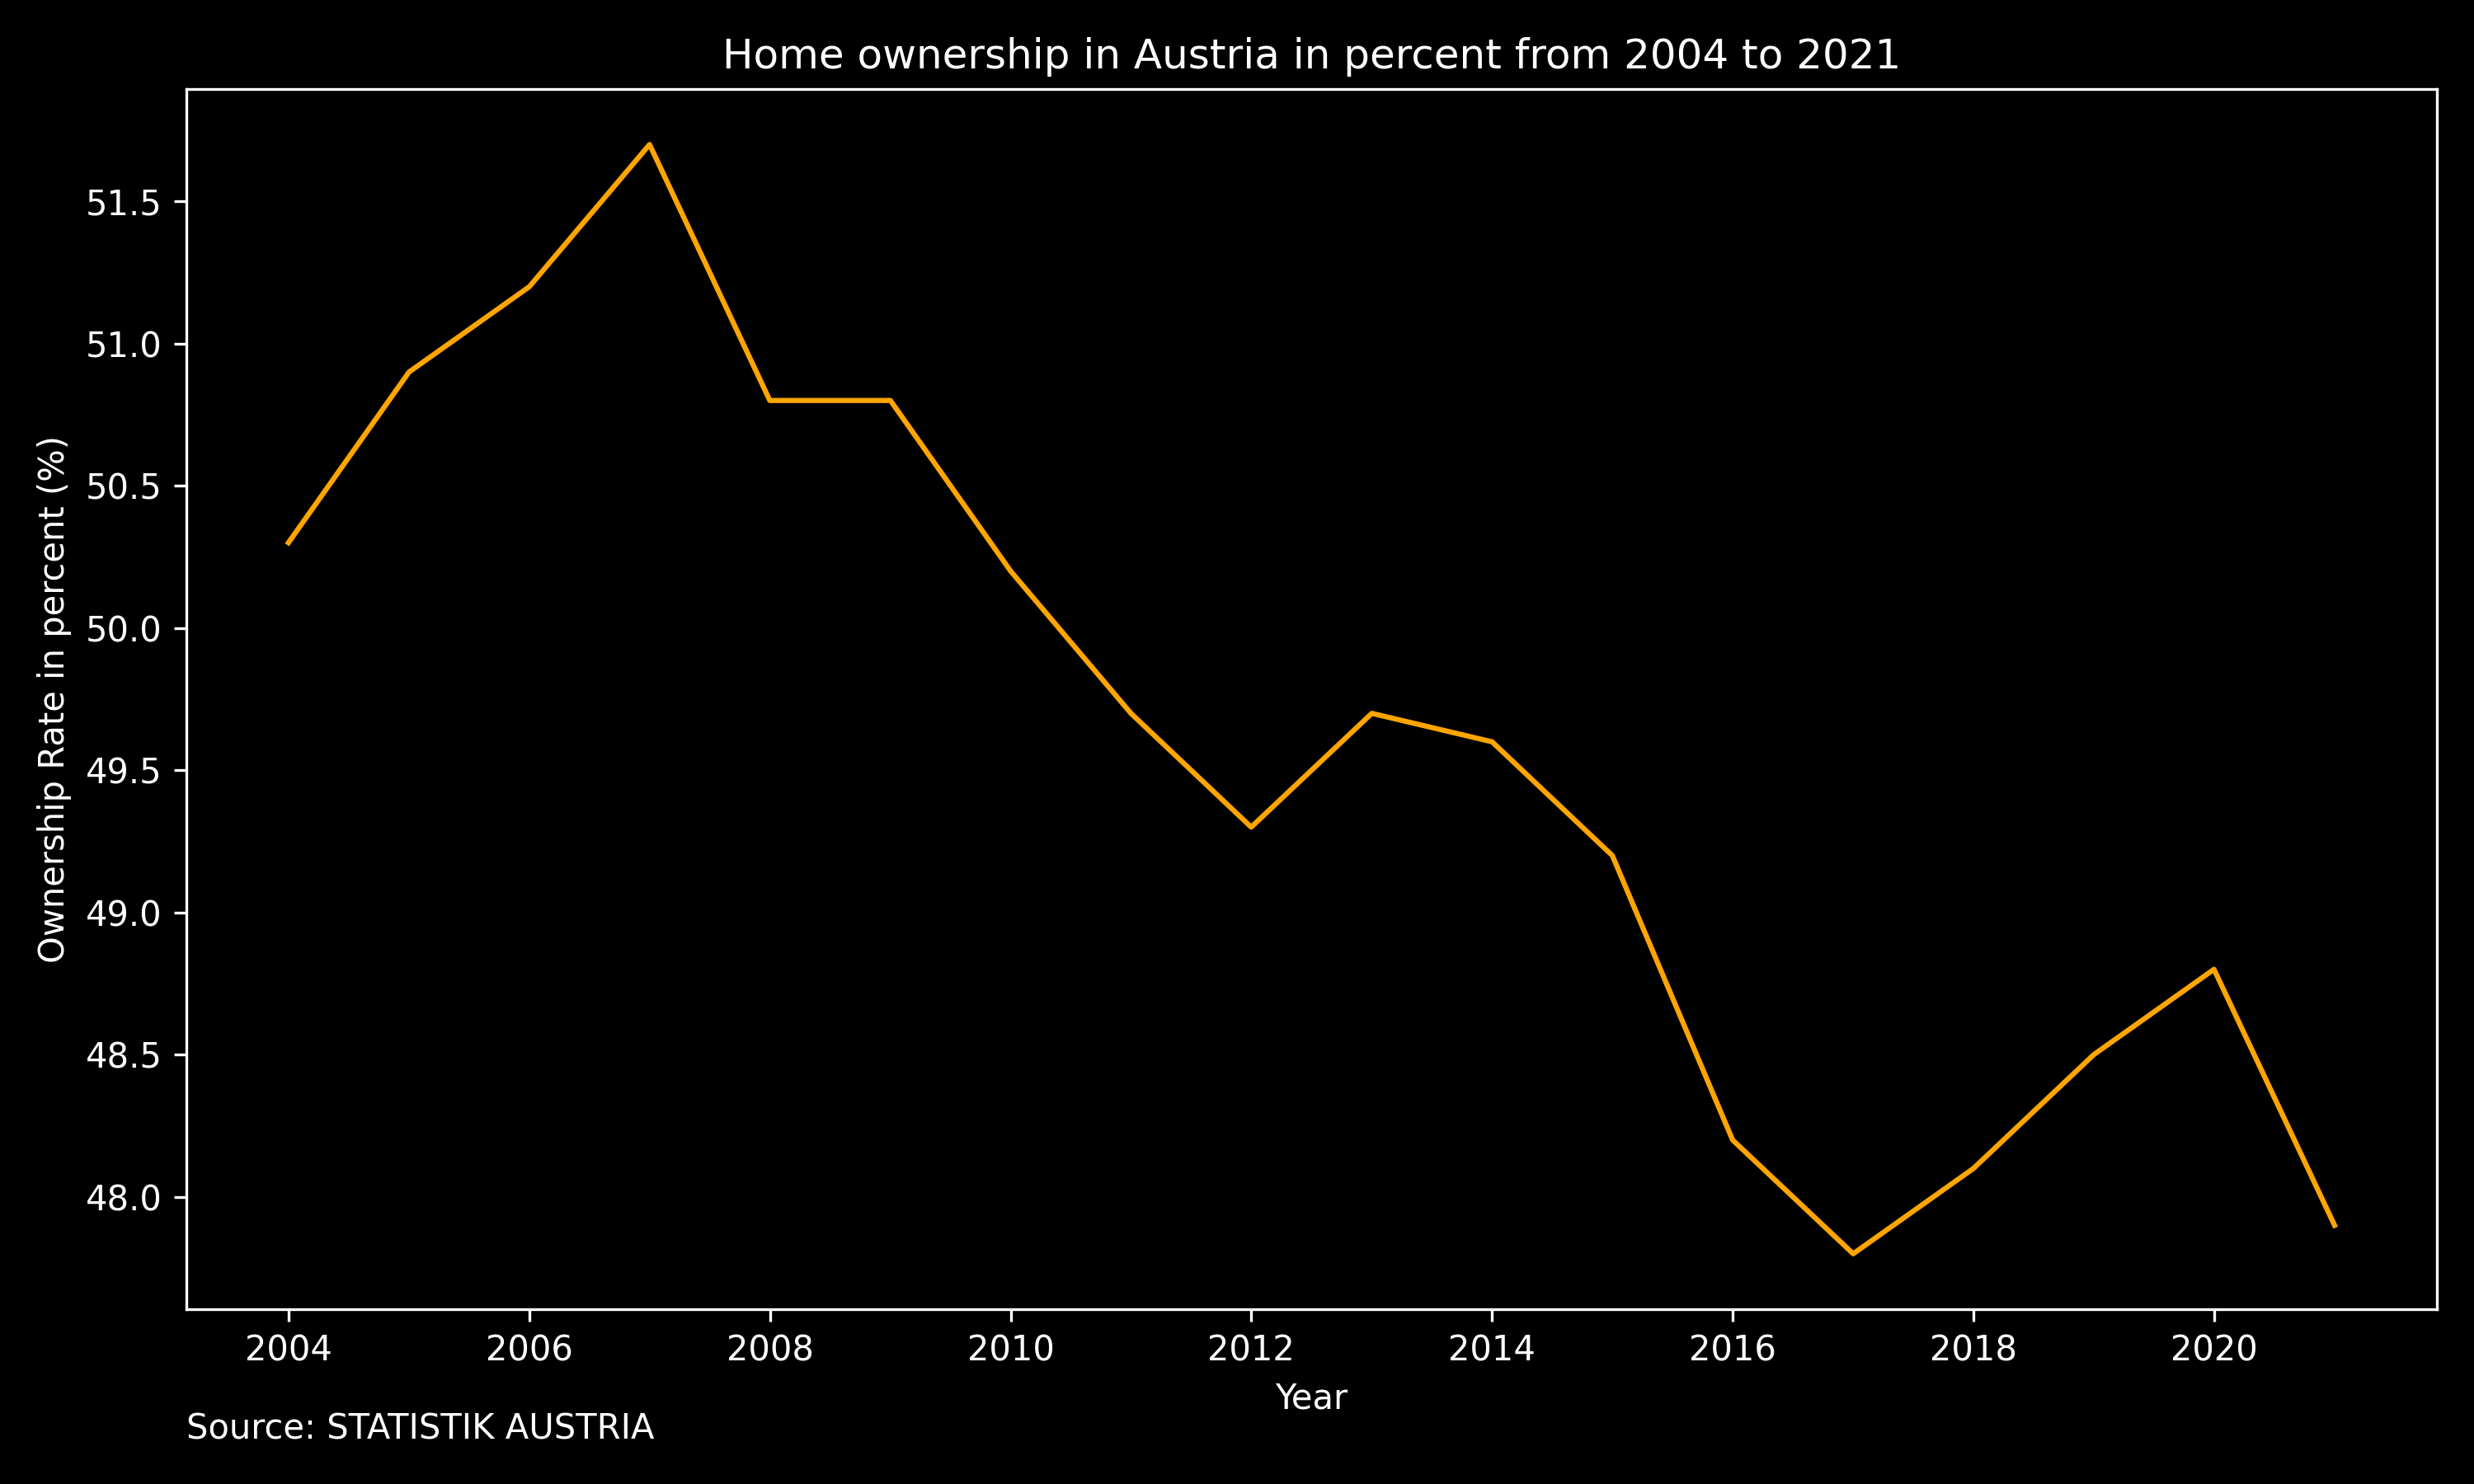 Home ownership in Austria in percent from 2004 to 2021
Ownership Rate in percent (%)
51.5
51.0
50.5
50.0
49.5
49.0
48.5
48.0
2004 2006 2008 2010 2012 2014 2016 2018 2020
Year
Source: STATISTIK AUSTRIA